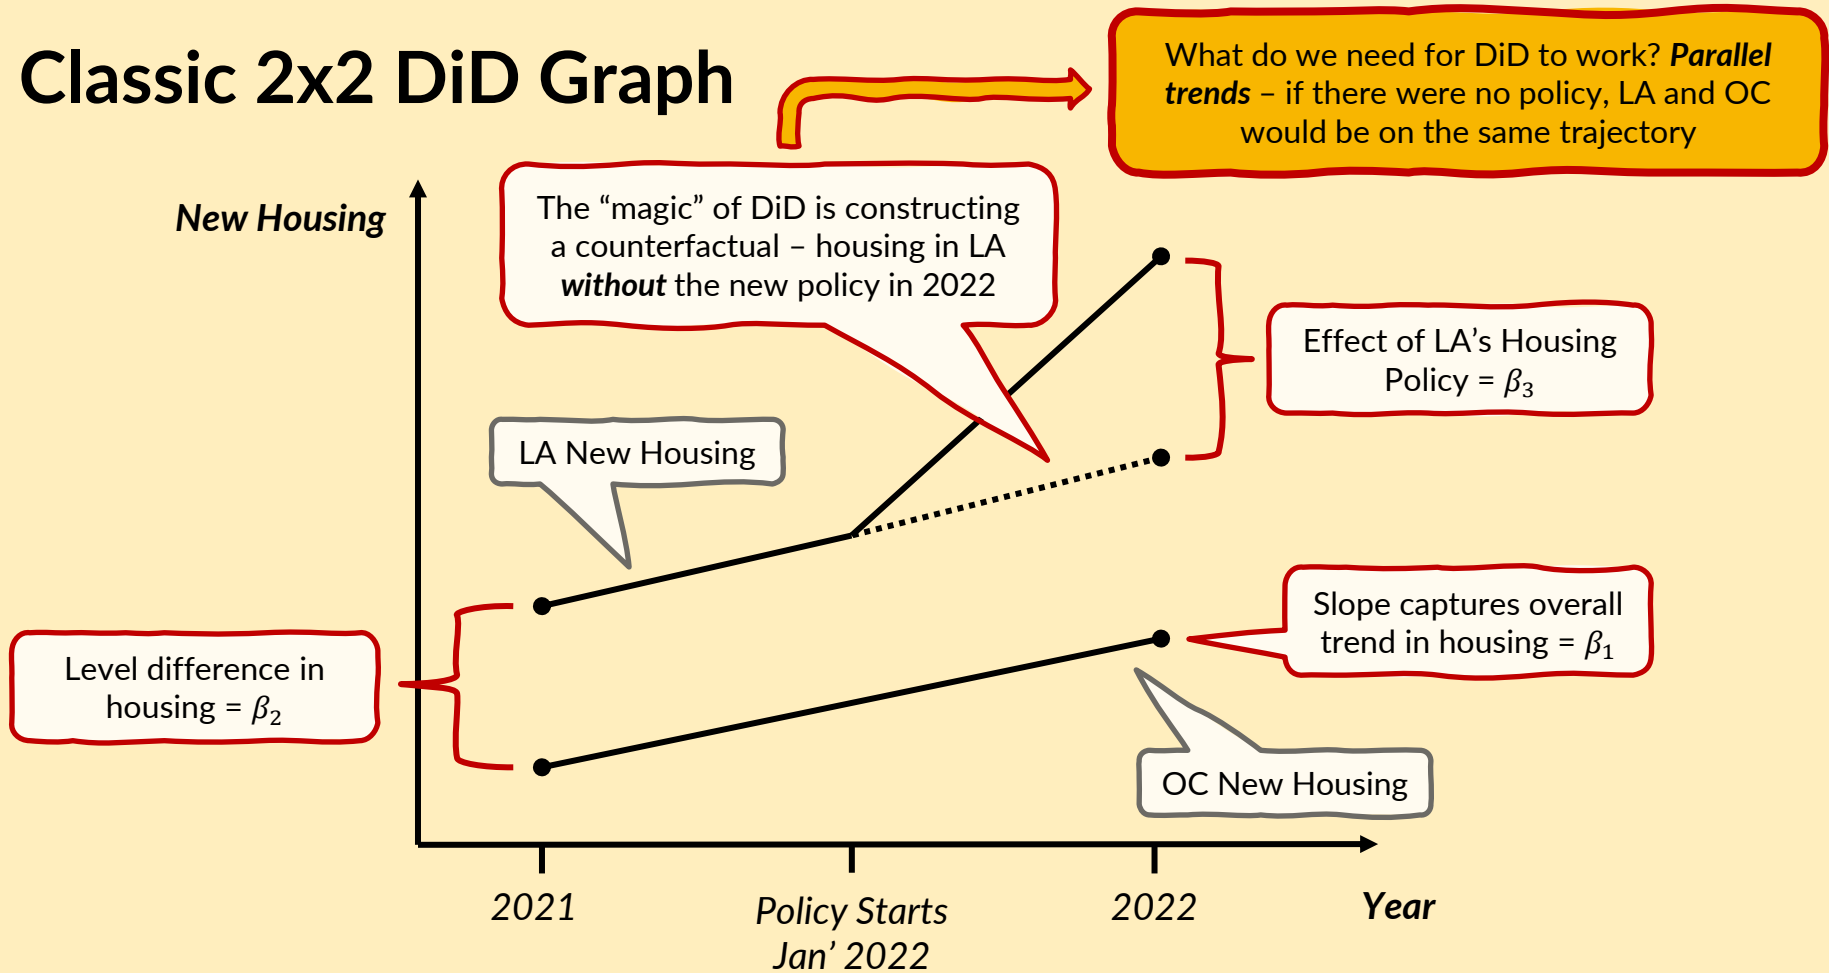 Classic 2x2 DiD Graph
What do we need for DiD to work? Parallel
trends – if there were no policy, LA and OC
would be on the same trajectory
New Housing
The “magic” of DiD is constructing
a counterfactual – housing in LA
without the new policy in 2022
Effect of LA’s Housing
Policy = β₃
LA New Housing
Slope captures overall
trend in housing = β₁
Level difference in
housing = β₂
OC New Housing
2021
Policy Starts
Jan’ 2022
2022
Year